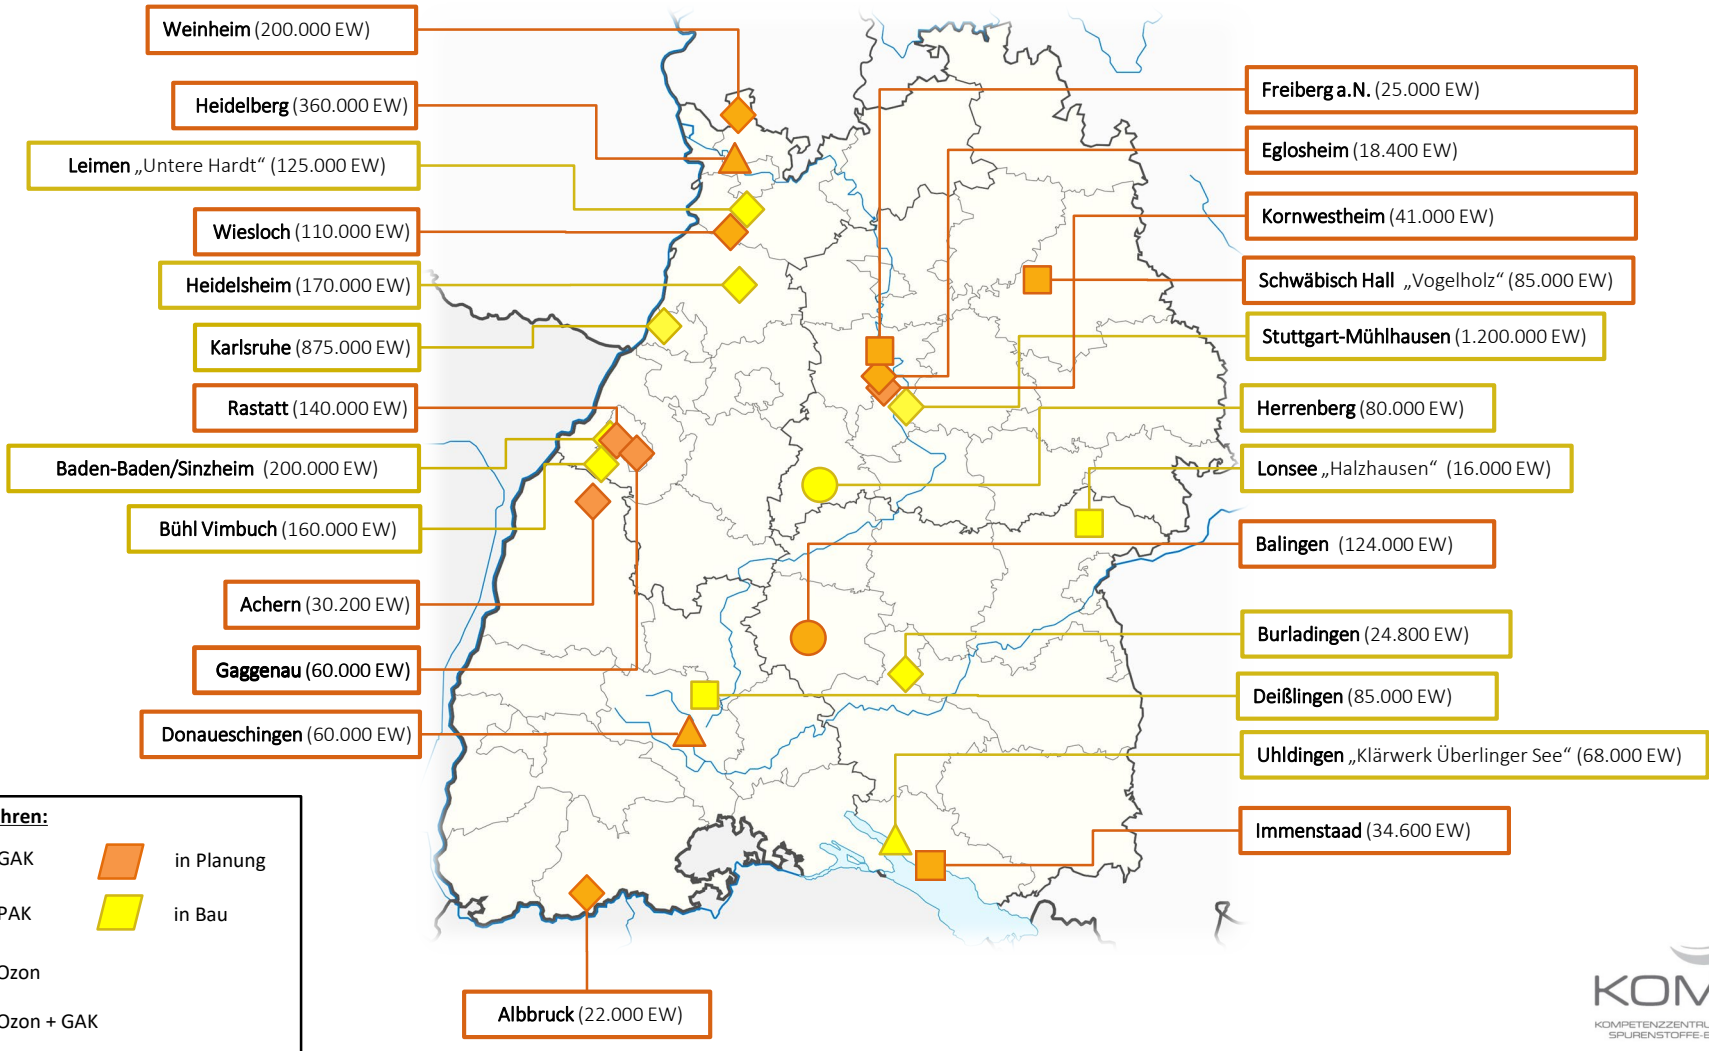 Weinheim (200.000 EW)
Heidelberg (360.000 EW)
Leimen „Untere Hardt“ (125.000 EW)
Wiesloch (110.000 EW)
Heidelsheim (170.000 EW)
Karlsruhe (875.000 EW)
Rastatt (140.000 EW)
Baden-Baden/Sinzheim (200.000 EW)
Bühl Vimbuch (160.000 EW)
Achern (30.200 EW)
Gaggenau (60.000 EW)
Donaueschingen (60.000 EW)
Albbruck (22.000 EW)
Freiberg a.N. (25.000 EW)
Eglosheim (18.400 EW)
Kornwestheim (41.000 EW)
Schwäbisch Hall „Vogelholz“ (85.000 EW)
Stuttgart-Mühlhausen (1.200.000 EW)
Herrenberg (80.000 EW)
Lonsee „Halzhausen“ (16.000 EW)
Balingen (124.000 EW)
Burladingen (24.800 EW)
Deißlingen (85.000 EW)
Uhldingen „Klärwerk Überlinger See“ (68.000 EW)
Immenstaad (34.600 EW)
hren:
GAK
in Planung
PAK
in Bau
Ozon
Ozon + GAK
KOM
KOMPETENZZENTRU
SPURENSTOFFE-B